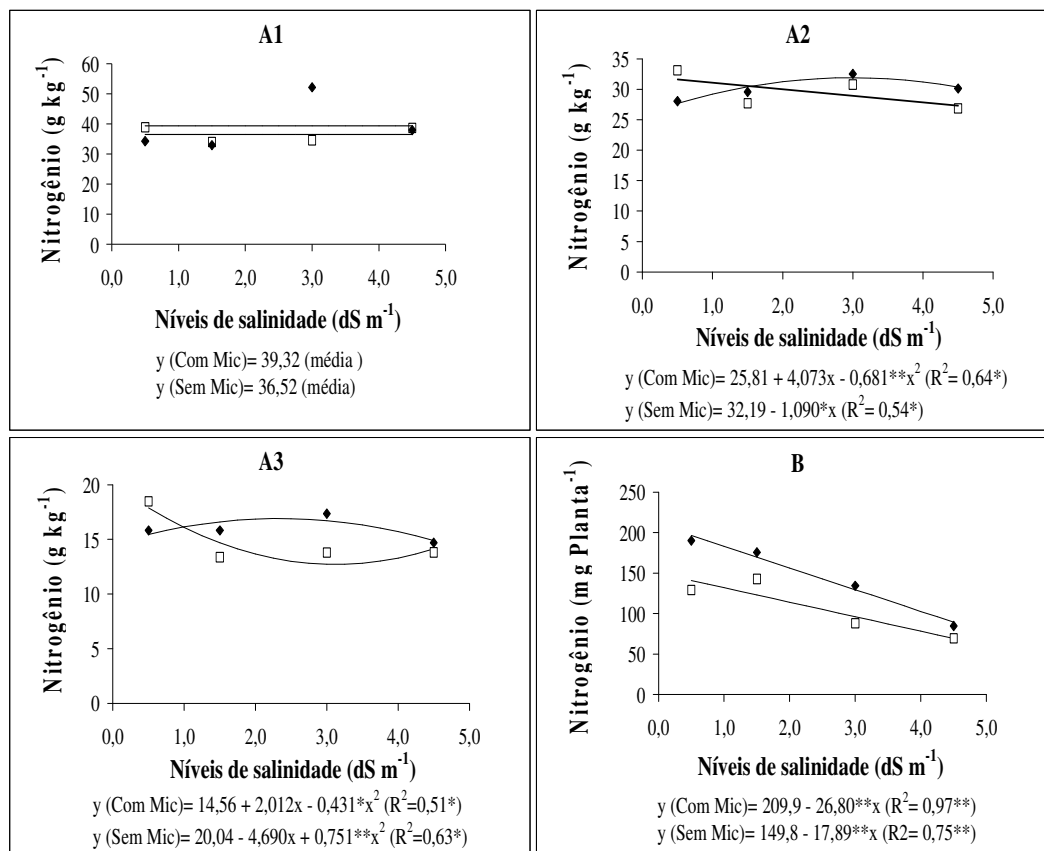 A1
Nitrogênio (g kg-1)
60
50
40
30
20
10
0
0,0 1,0 2,0 3,0 4,0 5,0
Níveis de salinidade (dS m-1)
y (Com Mic)= 39,32 (média )
y (Sem Mic)= 36,52 (média)
A2
Nitrogênio (g kg-1)
35
30
25
20
15
10
5
0
0,0 1,0 2,0 3,0 4,0 5,0
Níveis de salinidade (dS m-1)
y (Com Mic)= 25,81 + 4,073x - 0,681**x2 (R2= 0,64*)
y (Sem Mic)= 32,19 - 1,090*x (R2= 0,54*)
A3
Nitrogênio (g kg-1)
20
15
10
5
0
0,0 1,0 2,0 3,0 4,0 5,0
Níveis de salinidade (dS m-1)
y (Com Mic)= 14,56 + 2,012x - 0,431*x2 (R2=0,51*)
y (Sem Mic)= 20,04 - 4,690x + 0,751**x2 (R2=0,63*)
B
Nitrogênio (mg Planta-1)
250
200
150
100
50
0
0,0 1,0 2,0 3,0 4,0 5,0
Níveis de salinidade (dS m-1)
y (Com Mic)= 209,9 - 26,80**x (R2= 0,97**)
y (Sem Mic)= 149,8 - 17,89**x (R2= 0,75**)